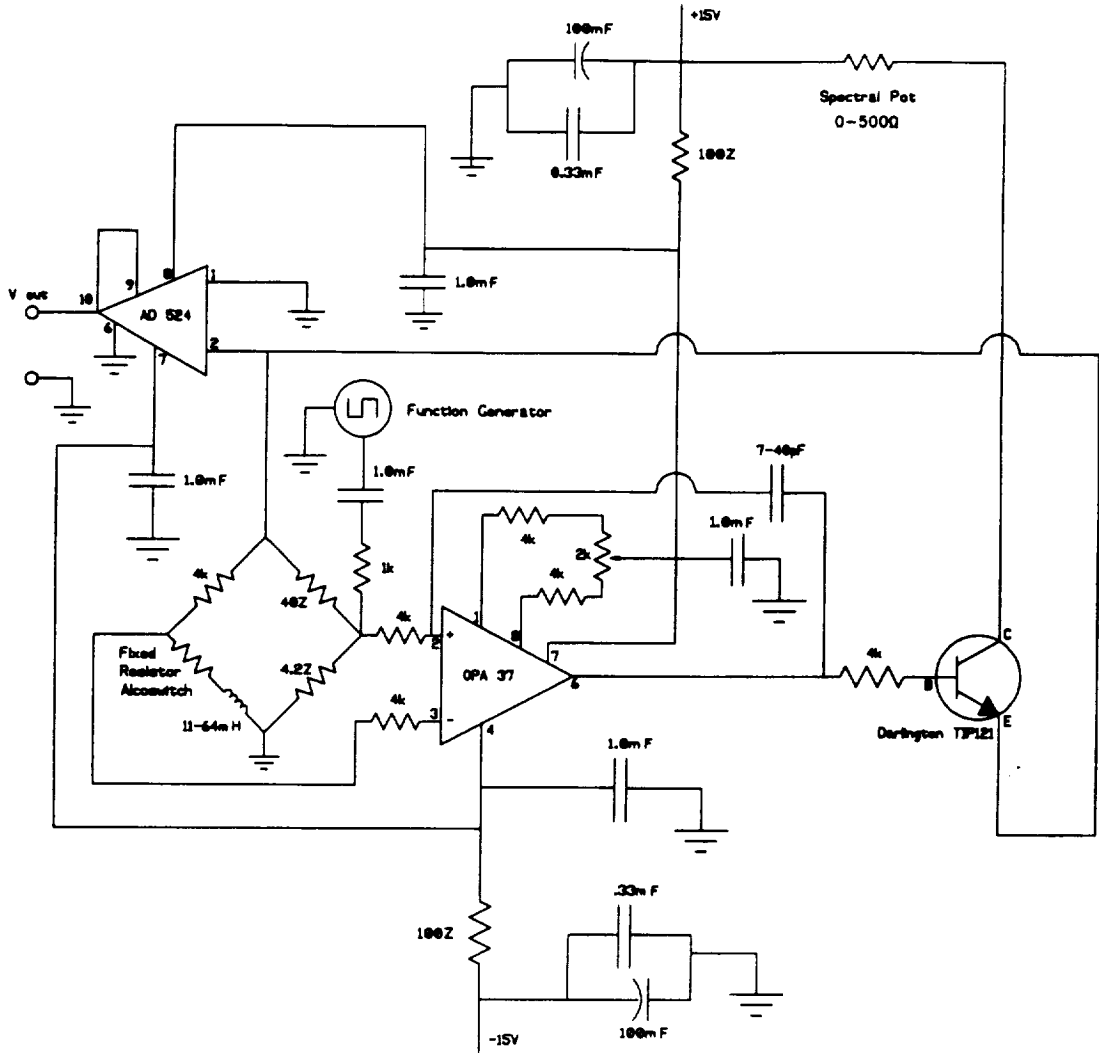 +15V
100mF
Spectral Pot
0-500Ω
0.33mF
100Z
1.0mF
V out
10
9
8
1
AD 524
6
7
2
Function Generator
1.0mF
1.0mF
7-40pF
1.0mF
4k
2k
4k
1k
4k
40Z
4k
1
8
7
2
+
OPA 37
6
4k
B
C
E
Darlington TIP121
Fixed
Resistor
Alcoswitch
4.2Z
11-64mH
4k
3
-
4
1.0mF
.33mF
100Z
100mF
-15V